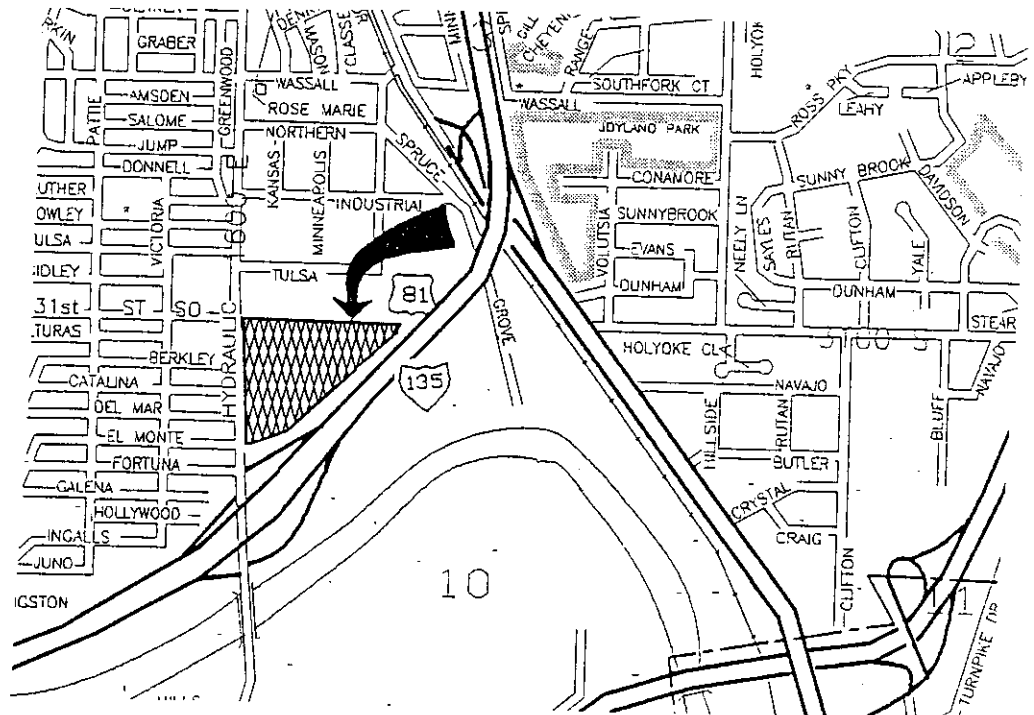 GRABER
AMSDEN
SALOME
JUMP
DONNELL
PATTIE
GREENWOOD
WASSALL
ROSE MARIE
NORTHERN
KANSAS
MINNEAPOLIS
SPRUCE
INDUSTRIAL
TULSA
VICTORIA
31st ST SO
HYDRAULIC
BERKLEY
CATALINA
DEL MAR
EL MONTE
FORTUNA
GALENA
HOLLYWOOD
INGALLS
JUNO
81
135
GROVE
10
CHEYENNE
RANGE
SOUTHFORK CT
WASSALL
JOYLAND PARK
CONAMORE
SUNNYBROOK
EVANS
DUNHAM
VOLUTSIA
NEELY LN
SAYLES
RUTAN
CLIFTON
YALE
SUNNY BROOK
DAVIDSON
ROSS PKY
LEAHY
APPLEBY
DUNHAM
STEAR
HOLYOKE CL
NAVAJO
NAVAJO
HILLSIDE
RUTAN
BUTLER
BLUFF
CRYSTAL
CRAIG
CLIFTON
11
TURNPIKE DR